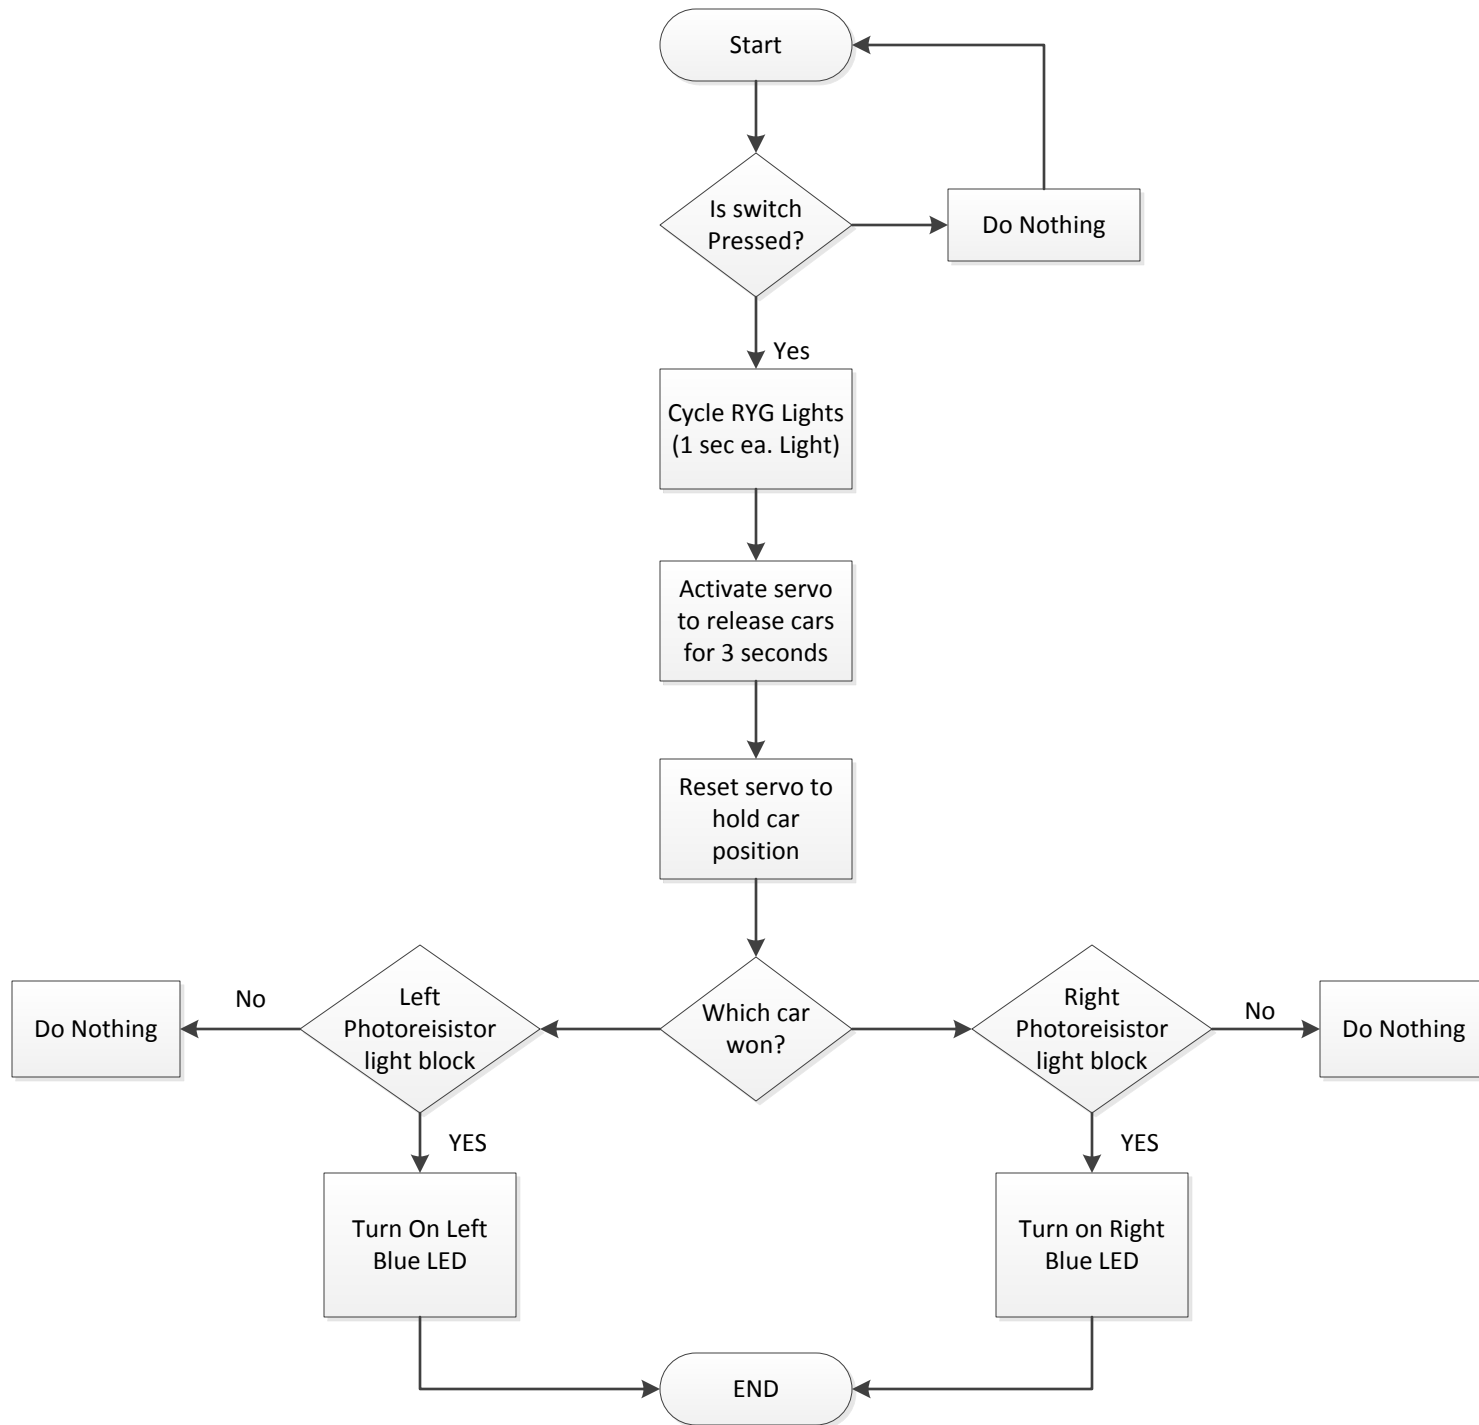 Start
Is switch
Pressed?
Do Nothing
Yes
Cycle RYG Lights
(1 sec ea. Light)
Activate servo
to release cars
for 3 seconds
Reset servo to
hold car
position
Do Nothing
No
Left
Photoreisistor
light block
Which car
won?
Right
Photoreisistor
light block
No
Do Nothing
YES
YES
Turn On Left
Blue LED
Turn on Right
Blue LED
END